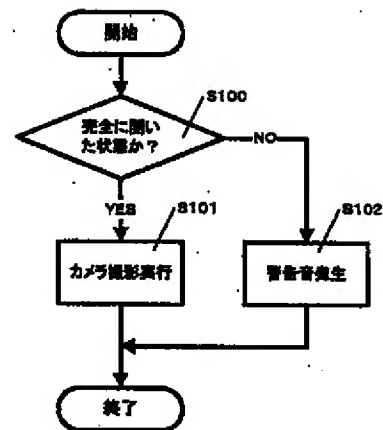 開始
S100
完全に開い
た状態か？
NO
YES
S101
S102
カメラ撮影実行
警告音発生
終了